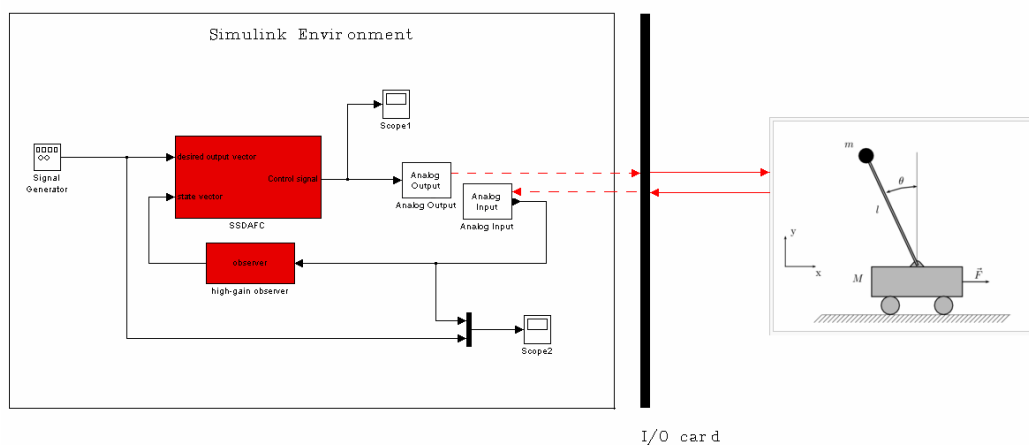 Simulink Environment
Scope1
desired output vector
Control signal
state vector
SSDAFC
Signal
Generator
Analog
Output
Analog Output
Analog
Input
Analog Input
observer
high-gain observer
Scope2
I/O card
m
θ
l
y
x
M
F⃗